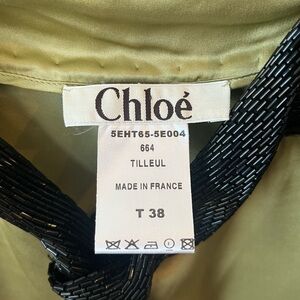 Chloé
5EHT65-5E004
664
TILLEUL
MADE IN FRANCE
T 38